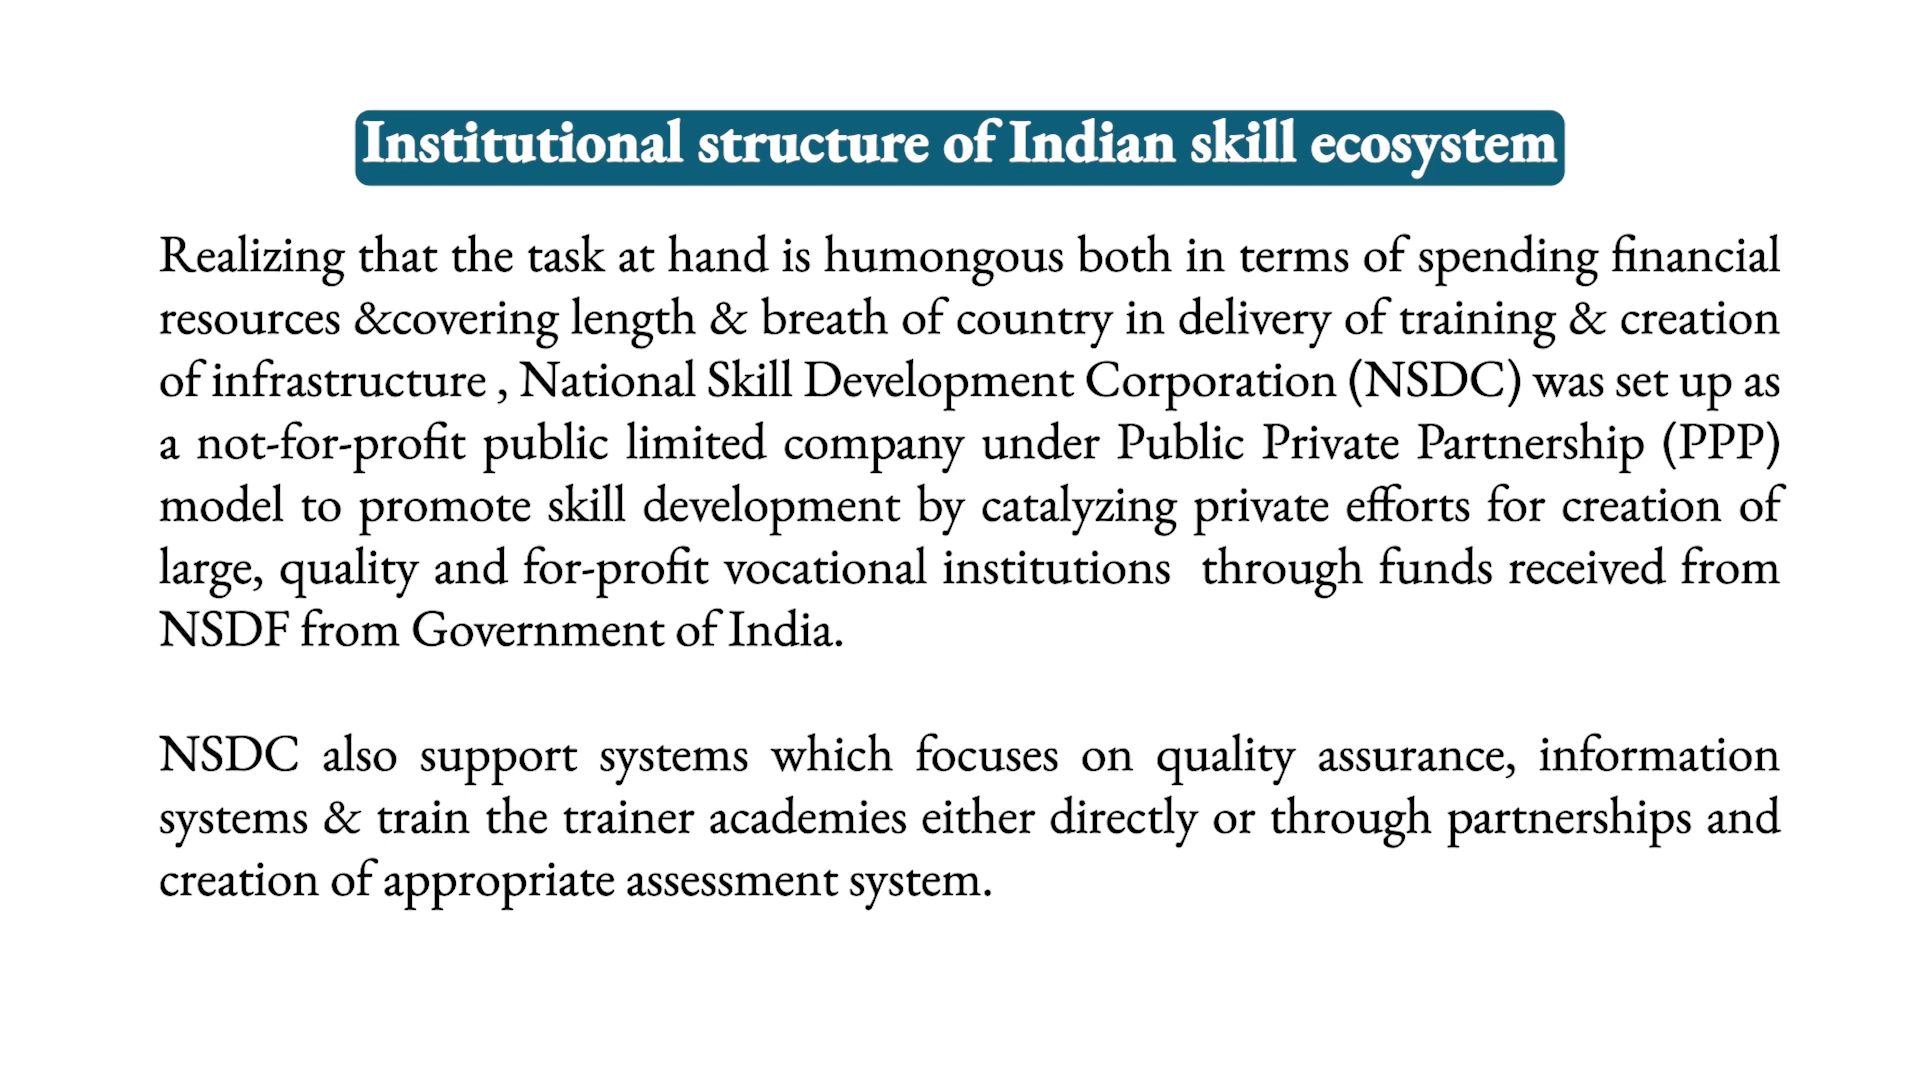 Institutional structure of Indian skill ecosystem
Realizing that the task at hand is humongous both in terms of spending financial
resources &covering length & breath of country in delivery of training & creation
of infrastructure , National Skill Development Corporation (NSDC) was set up as
a not-for-profit public limited company under Public Private Partnership (PPP)
model to promote skill development by catalyzing private efforts for creation of
large, quality and for-profit vocational institutions  through funds received from
NSDF from Government of India.
NSDC also support systems which focuses on quality assurance, information
systems & train the trainer academies either directly or through partnerships and
creation of appropriate assessment system.